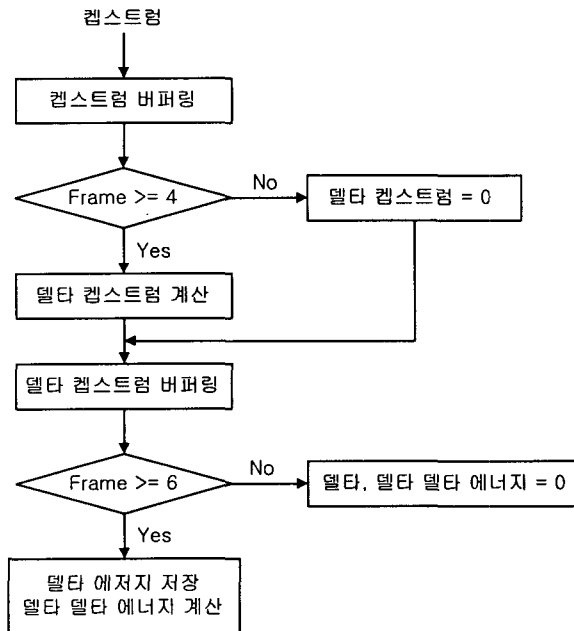 켑스트럼
켑스트럼 버퍼링
Frame >= 4
No
델타 켑스트럼 = 0
Yes
델타 켑스트럼 계산
델타 켑스트럼 버퍼링
Frame >= 6
No
델타, 델타 델타 에너지 = 0
Yes
델타 에저지 저장
델타 델타 에너지 계산